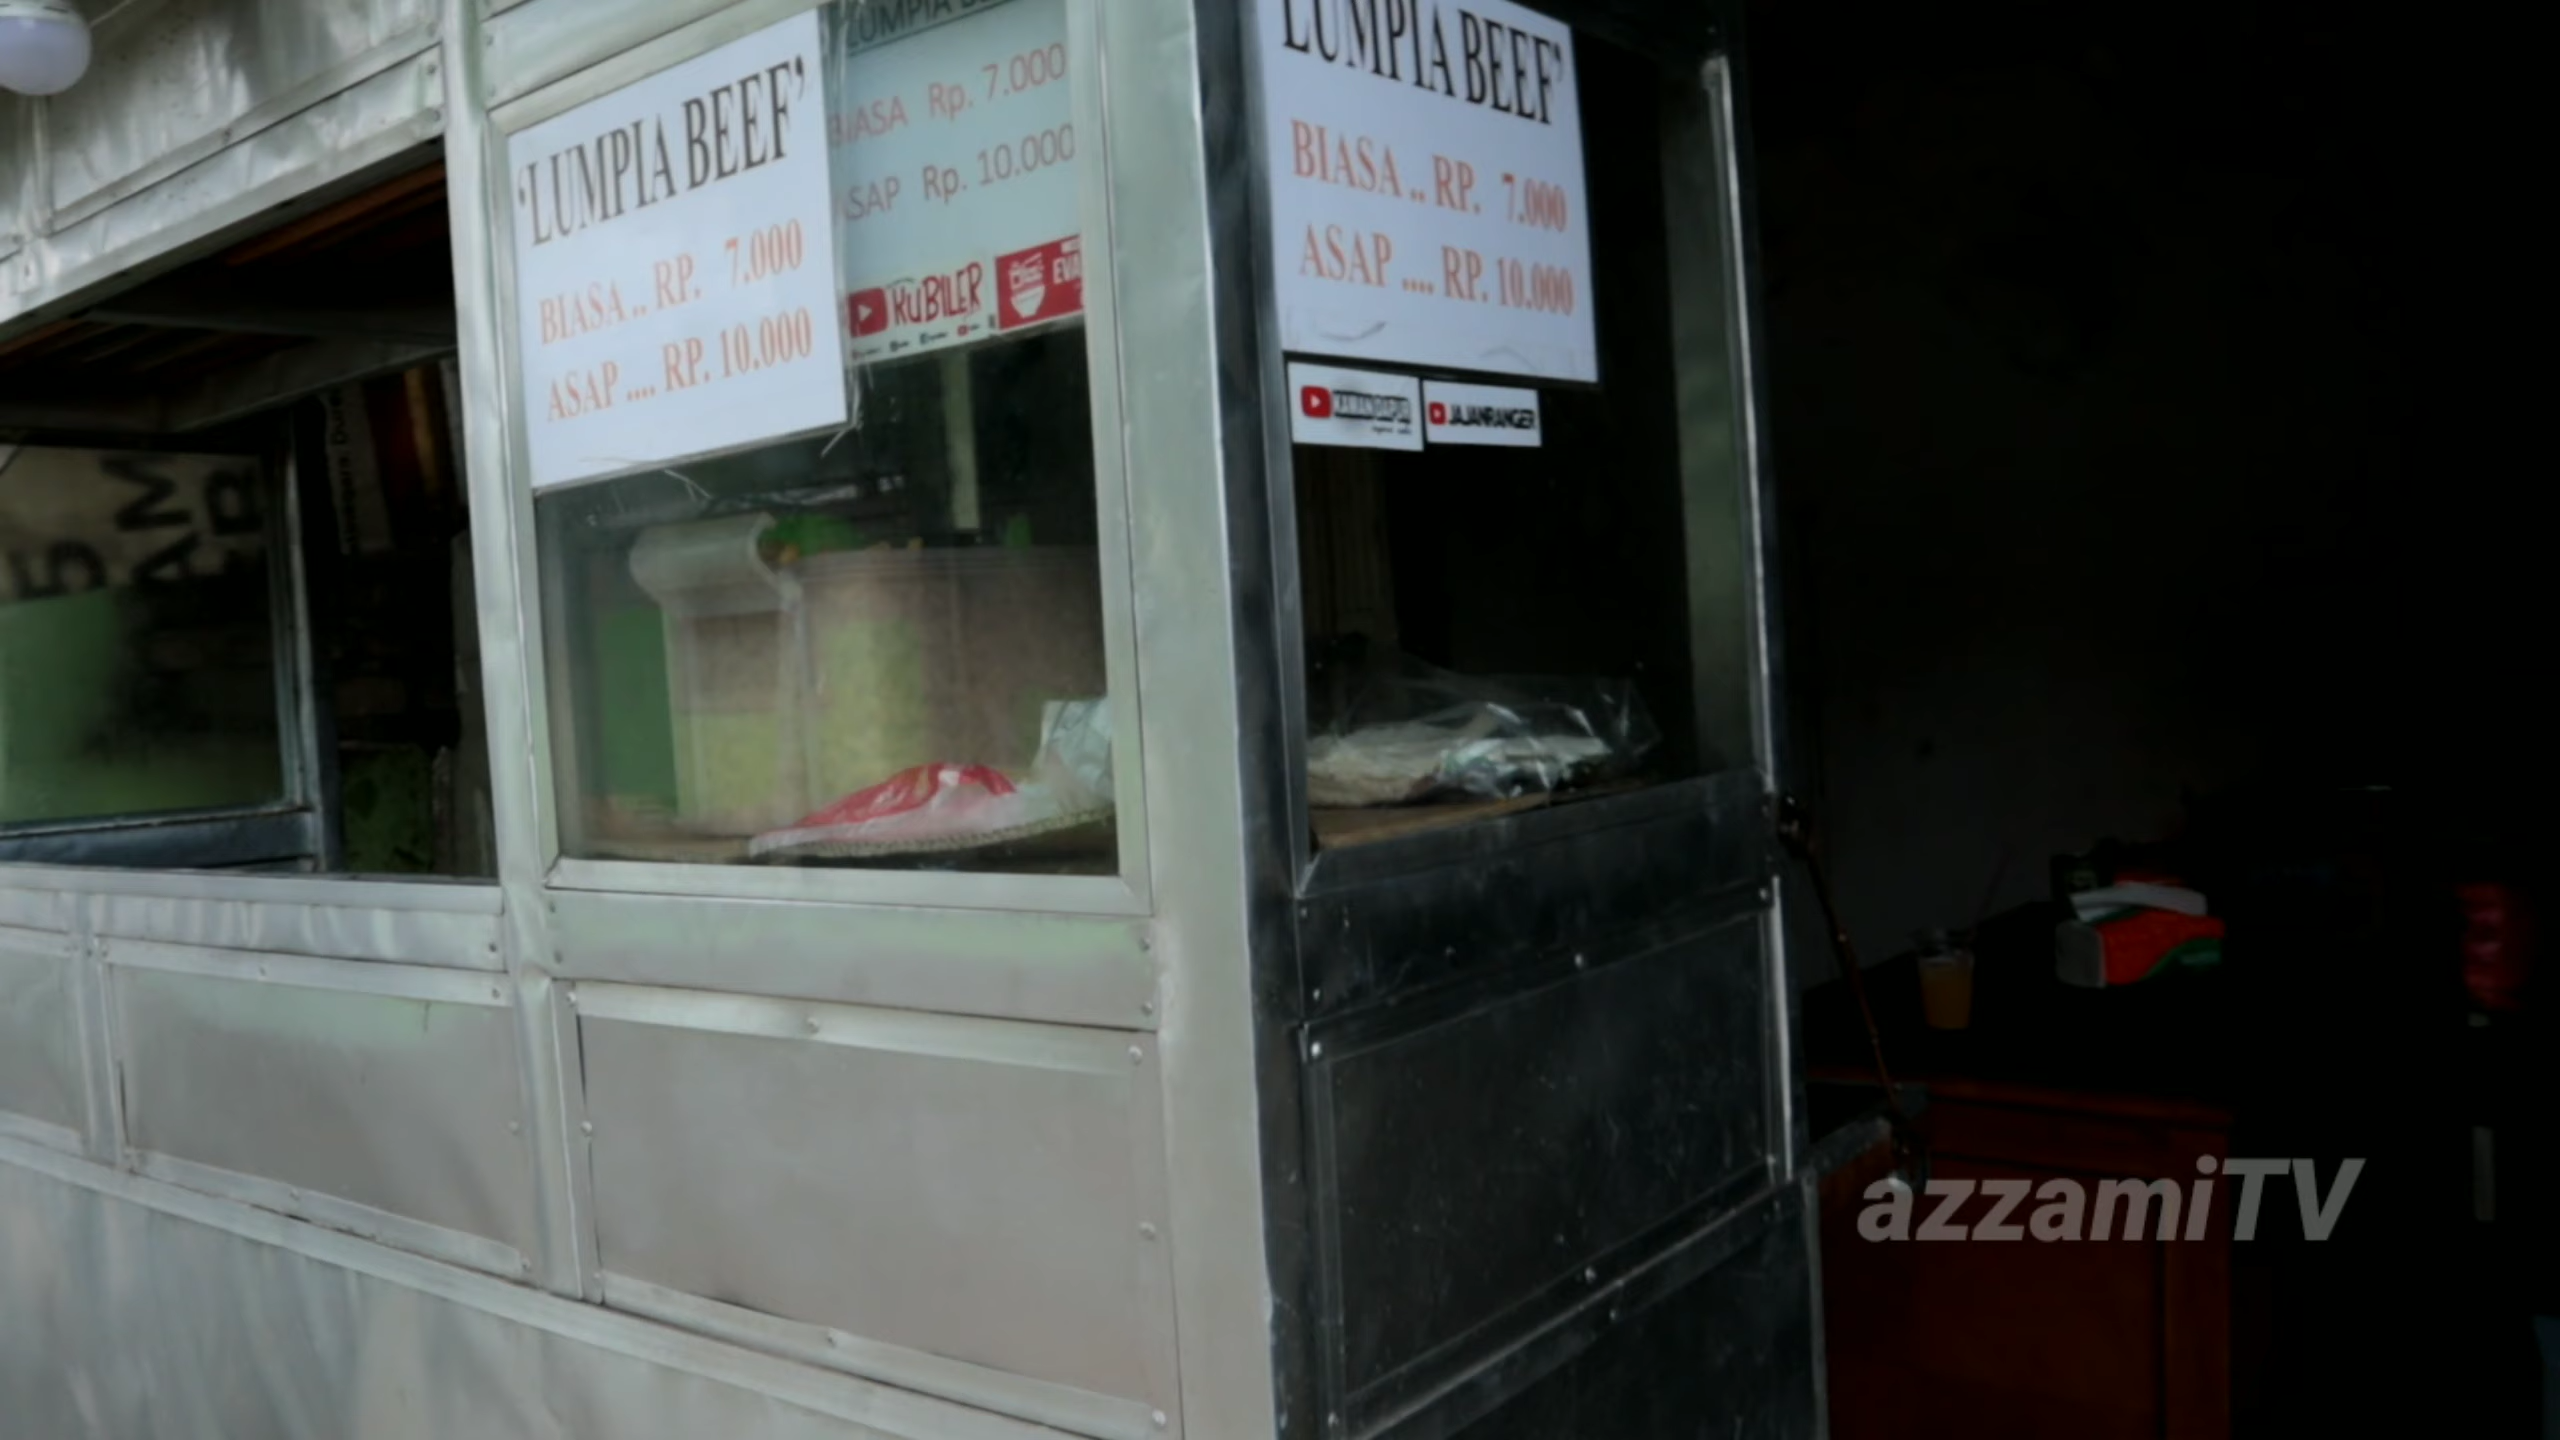 'LUMPIA BEEF'
BIASA .. RP. 7.000
ASAP .... RP. 10.000
LUMPIA
BIASA Rp. 7.000
ASAP Rp. 10.000
KUBILER
EVA
LUMPIA BEEF'
BIASA .. RP. 7.000
ASAP .... RP. 10.000
JAJANRANGER
azzamiTV